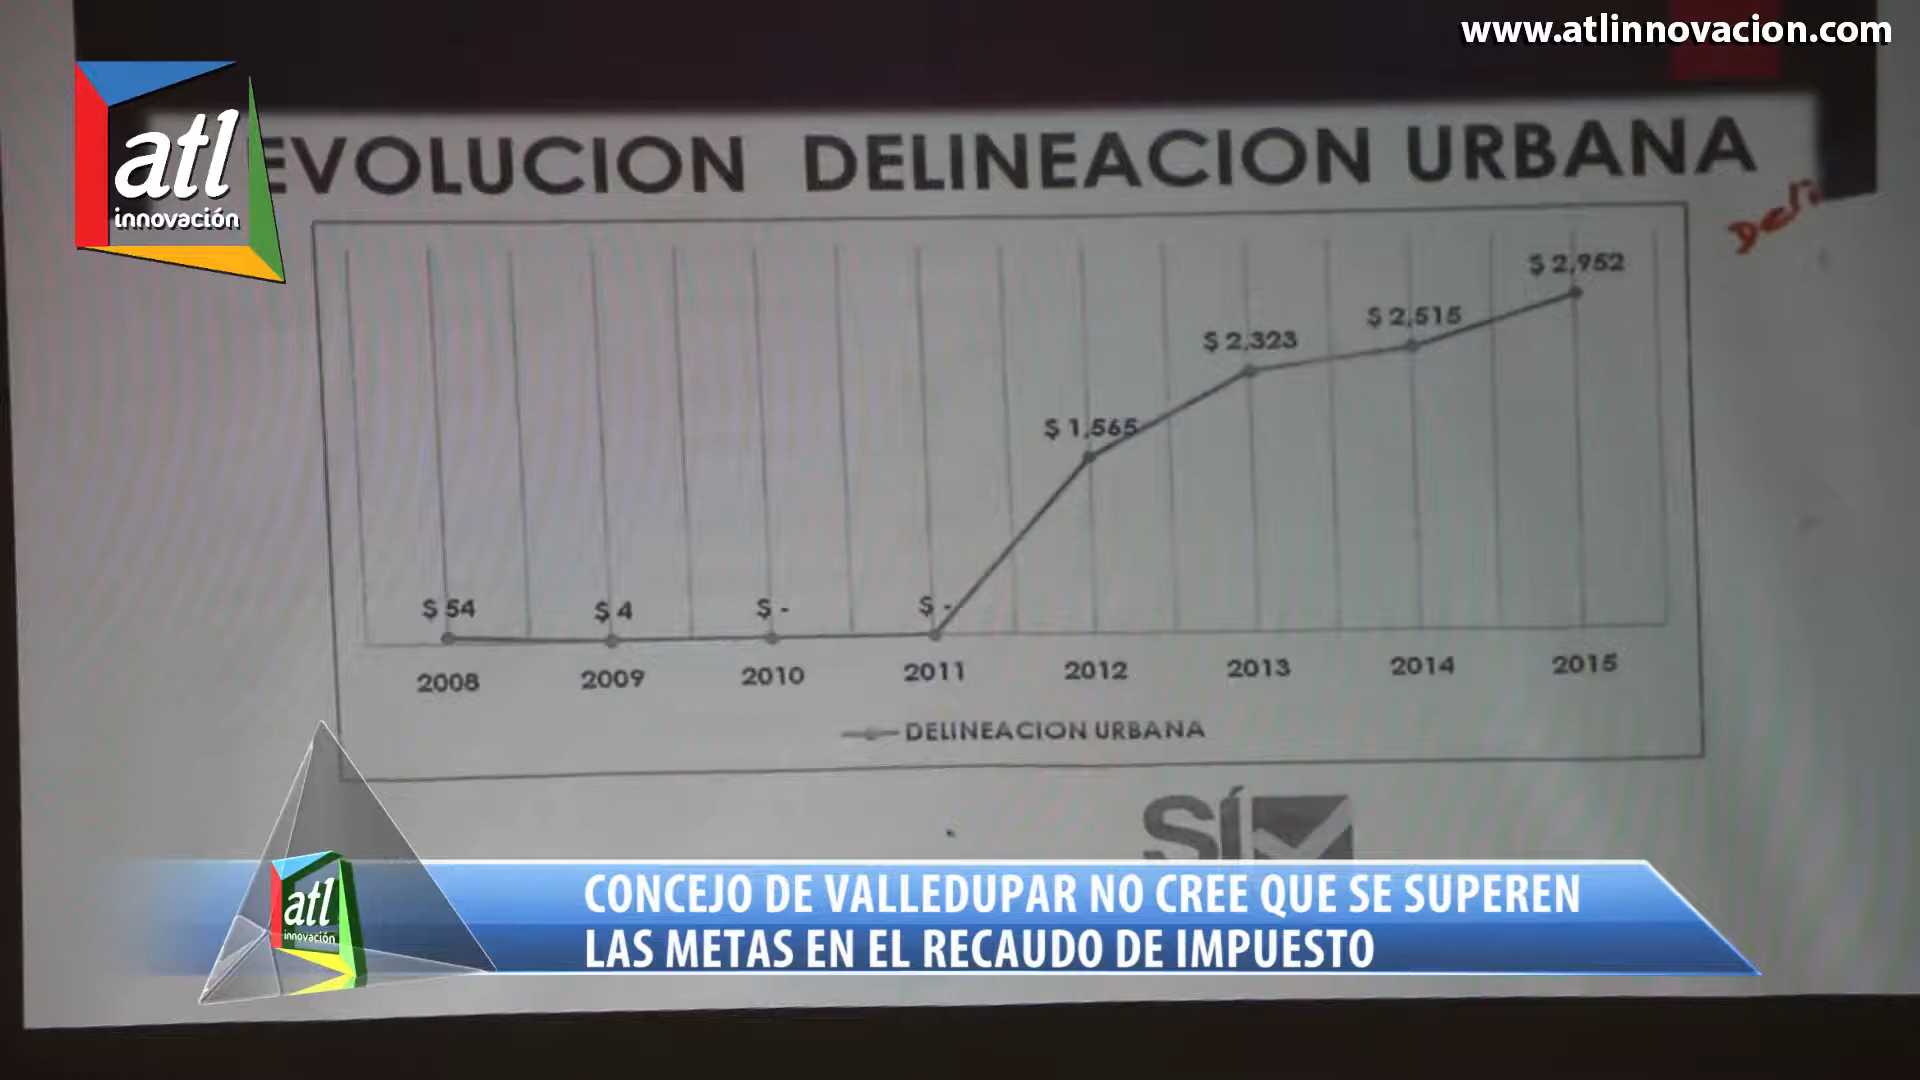 www.atlinnovacion.com
atl
innovación
EVOLUCION DELINEACION URBANA
$ 2,952
$ 2,515
$ 2,323
$ 1,565
$ 54
$ 4
$ -
$ -
2008
2009
2010
2011
2012
2013
2014
2015
DELINEACION URBANA
SÍ
atl
innovación
CONCEJO DE VALLEDUPAR NO CREE QUE SE SUPEREN
LAS METAS EN EL RECAUDO DE IMPUESTO